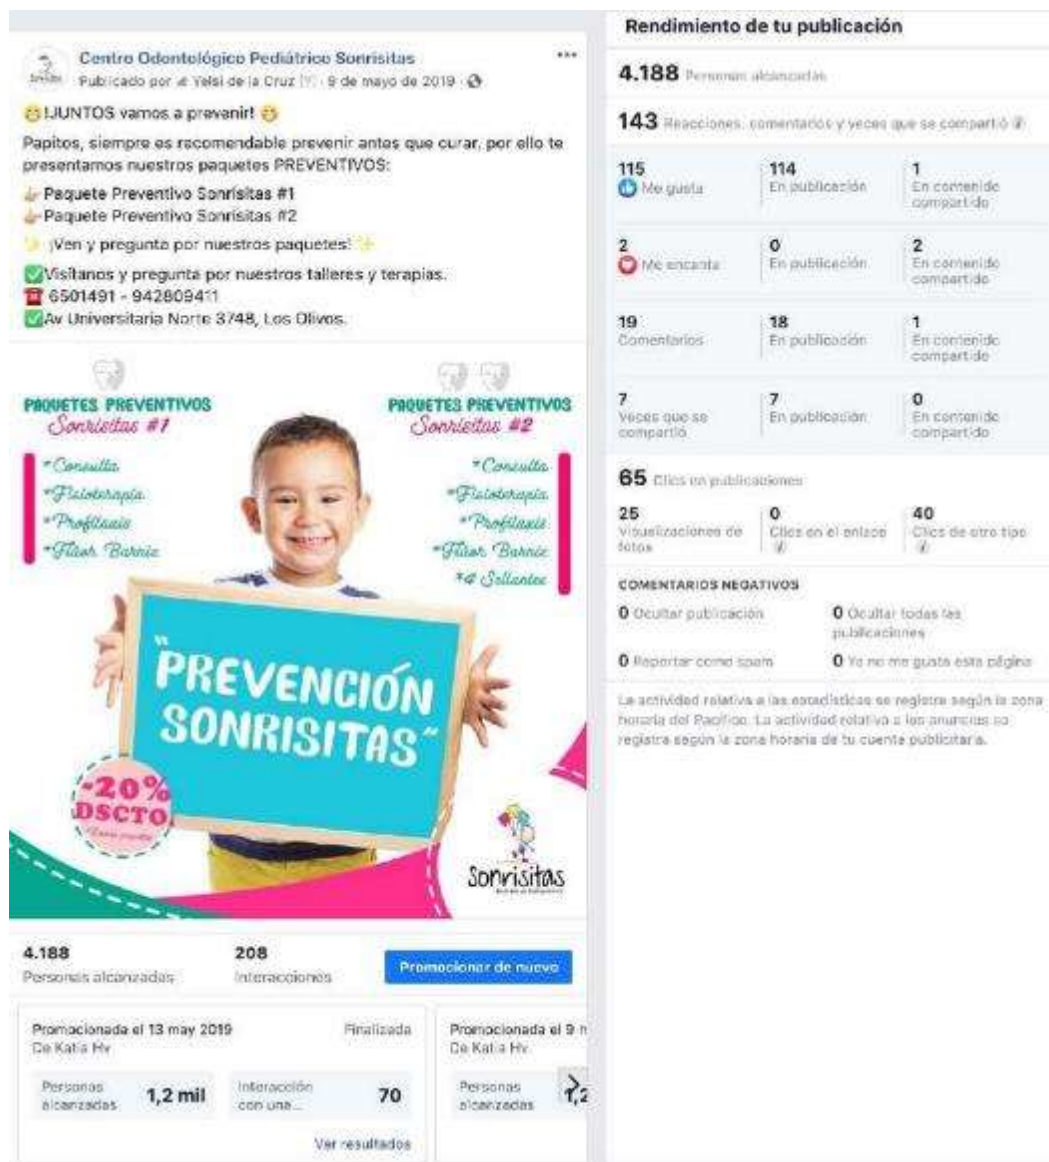 Centro Odontológico Pediátrico Sonrisitas
Publicado por Yelsi de la Cruz · 9 de mayo de 2019
!JUNTOS vamos a prevenir!
Papitos, siempre es recomendable prevenir antes que curar, por ello te
presentamos nuestros paquetes PREVENTIVOS:
Paquete Preventivo Sonrisitas #1
Paquete Preventivo Sonrisitas #2
¡Ven y pregunta por nuestros paquetes!
Visítanos y pregunta por nuestros talleres y terapias.
6501491 - 942809411
Av Universitaria Norte 3748, Los Olivos.
PAQUETES PREVENTIVOS
Sonrisitas #1
*Consulta
*Fisioterapia
*Profilaxis
*Flúor Barniz
PAQUETES PREVENTIVOS
Sonrisitas #2
*Consulta
*Fisioterapia
*Profilaxis
*Flúor Barniz
*4 Sellantes
"PREVENCIÓN
SONRISITAS"
-20%
DSCTO
Sonrisitas
4.188
Personas alcanzadas
208
Interacciones
Promocionar de nuevo
Promocionada el 13 may 2019
Finalizada
De Katia Hv
Personas
alcanzadas
1,2 mil
Interacción
con una...
70
Ver resultados
Promocionada el 9 m
De Katia Hv
Personas
alcanzadas
1,2
Rendimiento de tu publicación
4.188 Personas alcanzadas
143 Reacciones, comentarios y veces que se compartió
115
Me gusta
114
En publicación
1
En contenido
compartido
2
Me encanta
0
En publicación
2
En contenido
compartido
19
Comentarios
18
En publicación
1
En contenido
compartido
7
Veces que se
compartió
7
En publicación
0
En contenido
compartido
65 Clics en publicaciones
25
Visualizaciones de
fotos
0
Clics en el enlace
40
Clics de otro tipo
COMENTARIOS NEGATIVOS
0 Ocultar publicación
0 Ocultar todas las
publicaciones
0 Reportar como spam
0 Ya no me gusta esta página
La actividad relativa a las estadísticas se registra según la zona
horaria del Pacífico. La actividad relativa a los anuncios se
registra según la zona horaria de tu cuenta publicitaria.